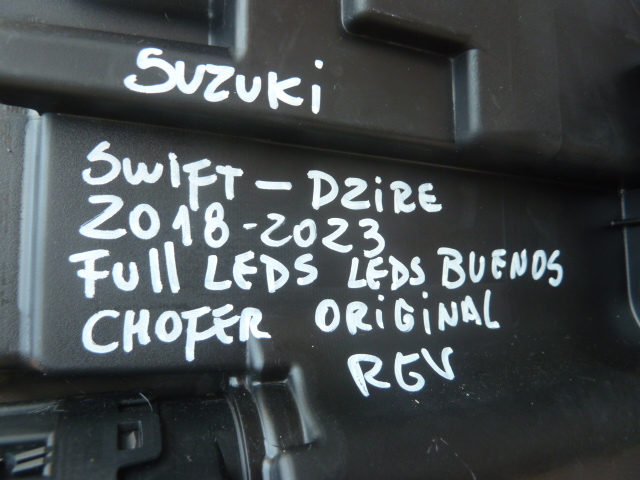 SUZUKi
SWiFT - DZiRE
2018-2023
Full LEDS LEDS BUENOS
CHOFER ORiGiNAL
RGV